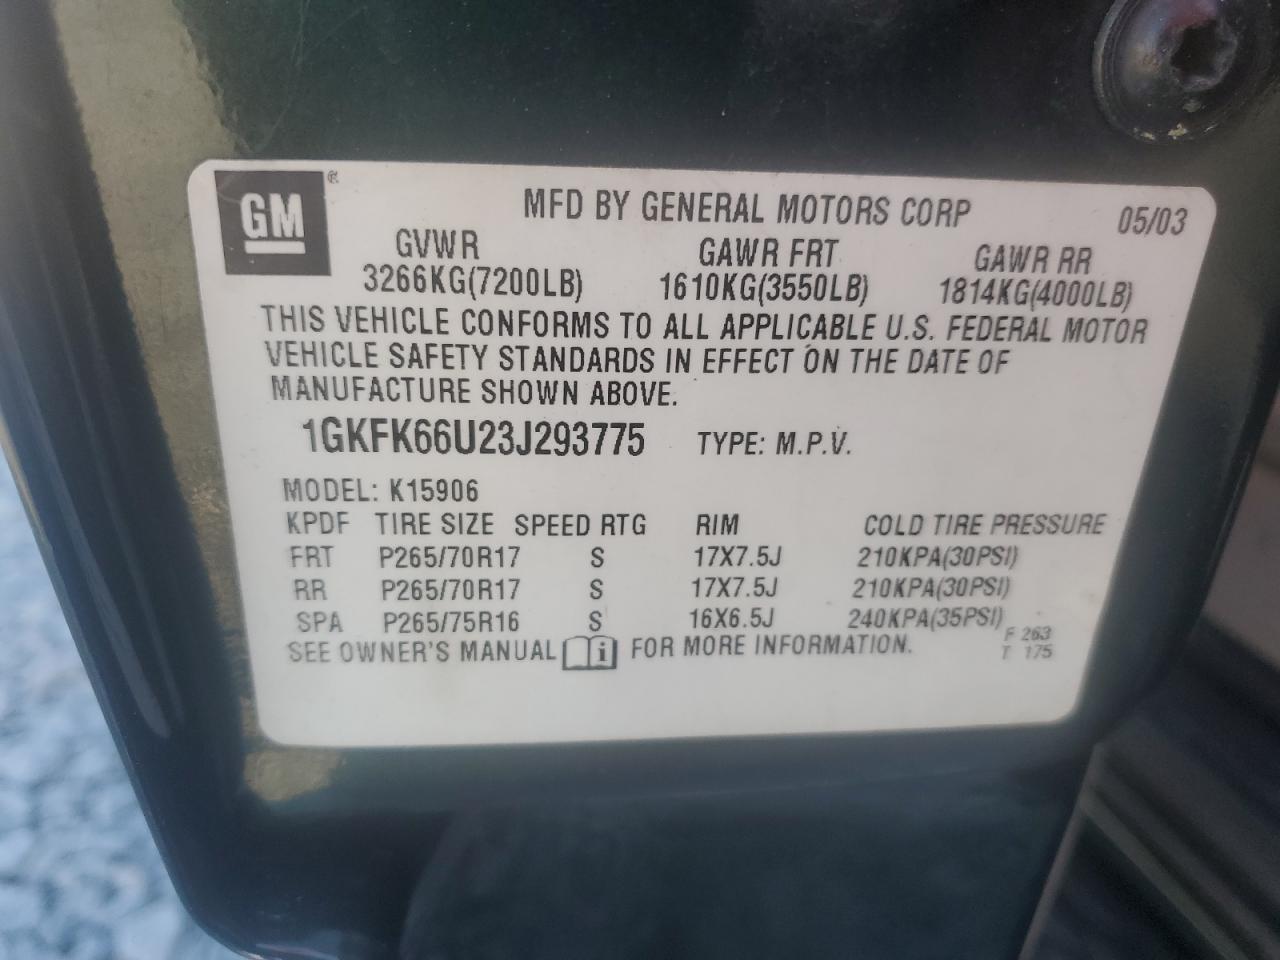 GM ®
MFD BY GENERAL MOTORS CORP 05/03
GVWR GAWR FRT GAWR RR
3266KG(7200LB) 1610KG(3550LB) 1814KG(4000LB)
THIS VEHICLE CONFORMS TO ALL APPLICABLE U.S. FEDERAL MOTOR
VEHICLE SAFETY STANDARDS IN EFFECT ON THE DATE OF
MANUFACTURE SHOWN ABOVE.
1GKFK66U23J293775 TYPE: M.P.V.
MODEL: K15906
KPDF TIRE SIZE SPEED RTG RIM COLD TIRE PRESSURE
FRT P265/70R17 S 17X7.5J 210KPA(30PSI)
RR P265/70R17 S 17X7.5J 210KPA(30PSI)
SPA P265/75R16 S 16X6.5J 240KPA(35PSI)
SEE OWNER'S MANUAL i FOR MORE INFORMATION.
F 263
T 175